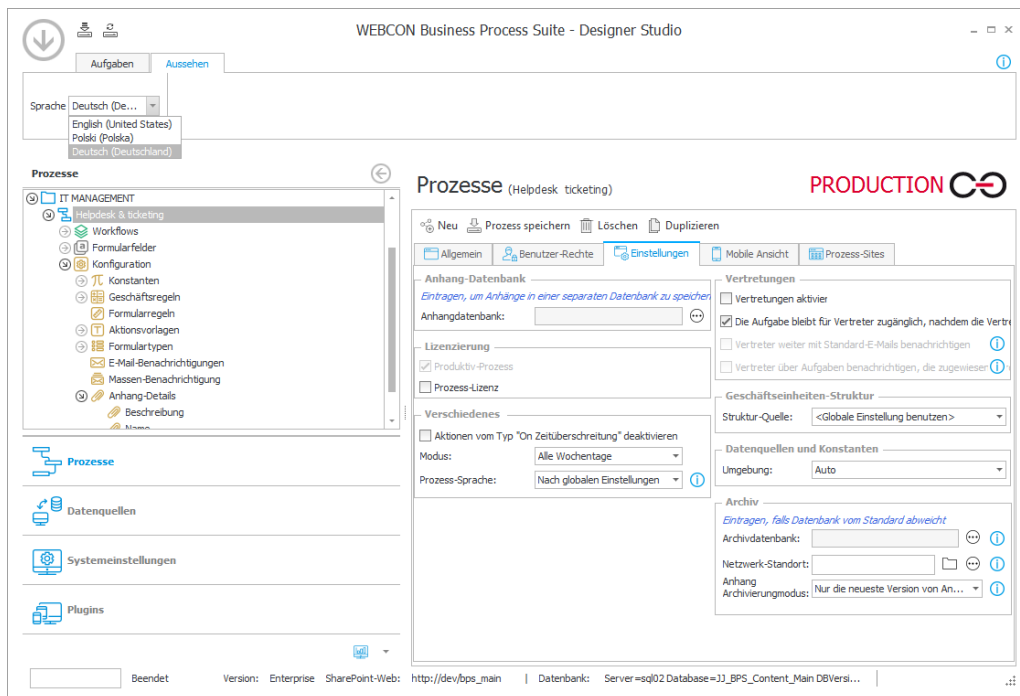 WEBCON Business Process Suite - Designer Studio
Aufgaben
Aussehen
Sprache
Deutsch (De...
English (United States)
Polski (Polska)
Deutsch (Deutschland)
Prozesse
IT MANAGEMENT
Helpdesk & ticketing
Workflows
Formularfelder
Konfiguration
Konstanten
Geschäftsregeln
Formularregeln
Aktionsvorlagen
Formulartypen
E-Mail-Benachrichtigungen
Massen-Benachrichtigung
Anhang-Details
Beschreibung
Name
Prozesse
Datenquellen
Systemeinstellungen
Plugins
Prozesse (Helpdesk ticketing)
PRODUCTION
Neu
Prozess speichern
Löschen
Duplizieren
Allgemein
Benutzer-Rechte
Einstellungen
Mobile Ansicht
Prozess-Sites
Anhang-Datenbank
Eintragen, um Anhänge in einer separaten Datenbank zu speichern
Anhangdatenbank:
Lizenzierung
Produktiv-Prozess
Prozess-Lizenz
Verschiedenes
Aktionen vom Typ "On Zeitüberschreitung" deaktivieren
Modus: Alle Wochentage
Prozess-Sprache: Nach globalen Einstellungen
Vertretungen
Vertretungen aktivier
Die Aufgabe bleibt für Vertreter zugänglich, nachdem die Vertre
Vertreter weiter mit Standard-E-Mails benachrichtigen
Vertreter über Aufgaben benachrichtigen, die zugewieser
Geschäftseinheiten-Struktur
Struktur-Quelle: <Globale Einstellung benutzen>
Datenquellen und Konstanten
Umgebung: Auto
Archiv
Eintragen, falls Datenbank vom Standard abweicht
Archivdatenbank:
Netzwerk-Standort:
Anhang
Archivierungmodus: Nur die neueste Version von An...
Beendet
Version: Enterprise
SharePoint-Web: http://dev/bps_main
| Datenbank: Server=sql02 Database=JJ_BPS_Content_Main DBVersi...